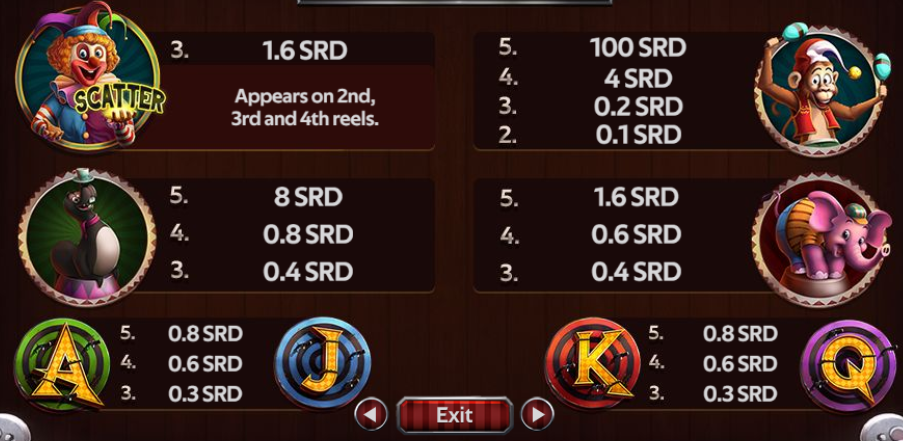 SCATTER
3. 1.6 SRD
Appears on 2nd,
3rd and 4th reels.
5. 100 SRD
4. 4 SRD
3. 0.2 SRD
2. 0.1 SRD
5. 8 SRD
4. 0.8 SRD
3. 0.4 SRD
5. 1.6 SRD
4. 0.6 SRD
3. 0.4 SRD
A
5. 0.8 SRD
4. 0.6 SRD
3. 0.3 SRD
J
K
5. 0.8 SRD
4. 0.6 SRD
3. 0.3 SRD
Q
Exit